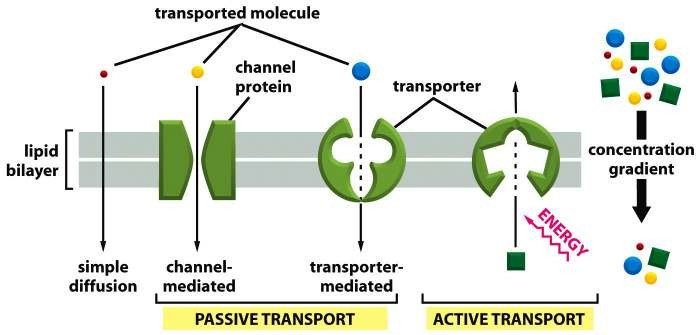 transported molecule
channel
protein
transporter
lipid
bilayer
concentration
gradient
ENERGY
simple
diffusion
channel-
mediated
transporter-
mediated
PASSIVE TRANSPORT
ACTIVE TRANSPORT